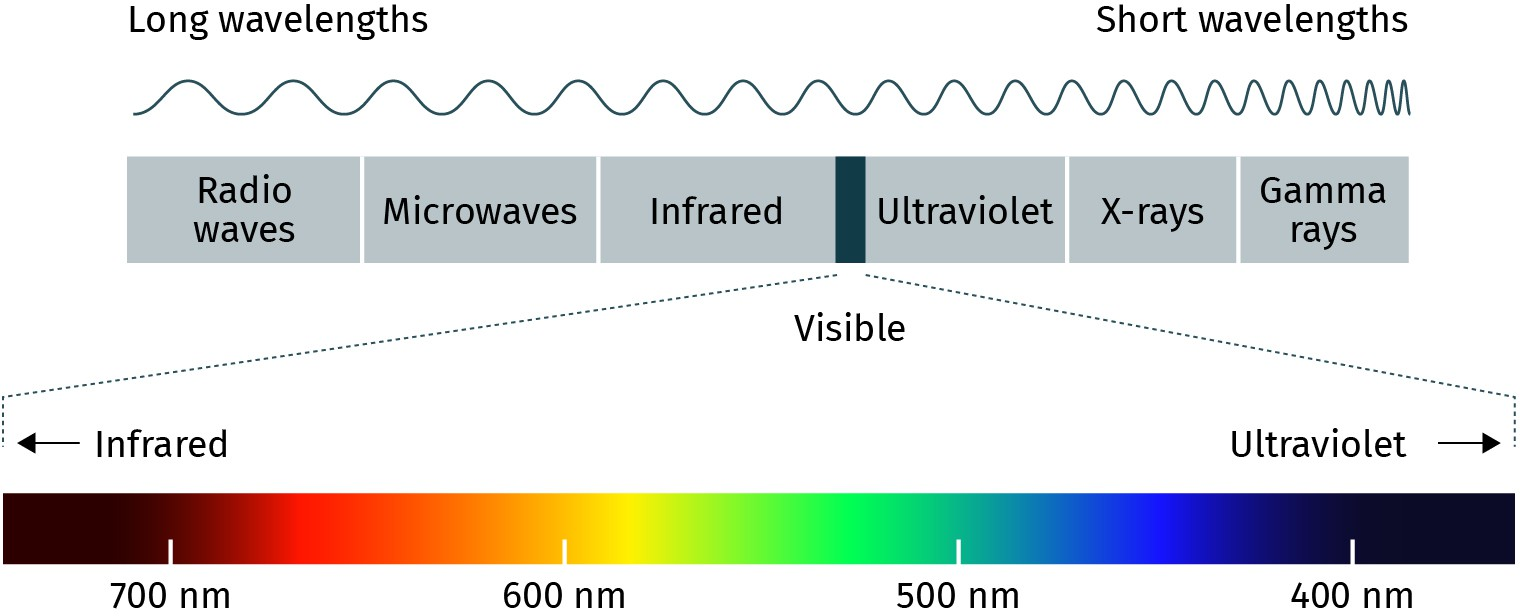 Long wavelengths
Short wavelengths
Radio
waves
Microwaves
Infrared
Ultraviolet
X-rays
Gamma
rays
Visible
Infrared
Ultraviolet
700 nm
600 nm
500 nm
400 nm